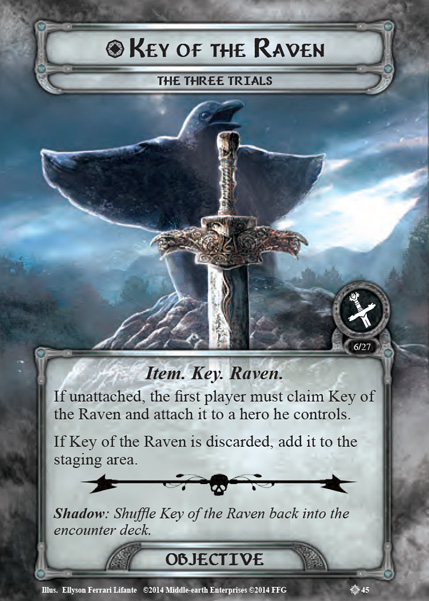 KEY OF THE RAVEN
THE THREE TRIALS
6/27
Item. Key. Raven.
If unattached, the first player must claim Key of
the Raven and attach it to a hero he controls.
If Key of the Raven is discarded, add it to the
staging area.
Shadow: Shuffle Key of the Raven back into the
encounter deck.
OBJECTIVE
Illus. Ellyson Ferrari Lifante ©2014 Middle-earth Enterprises ©2014 FFG 45